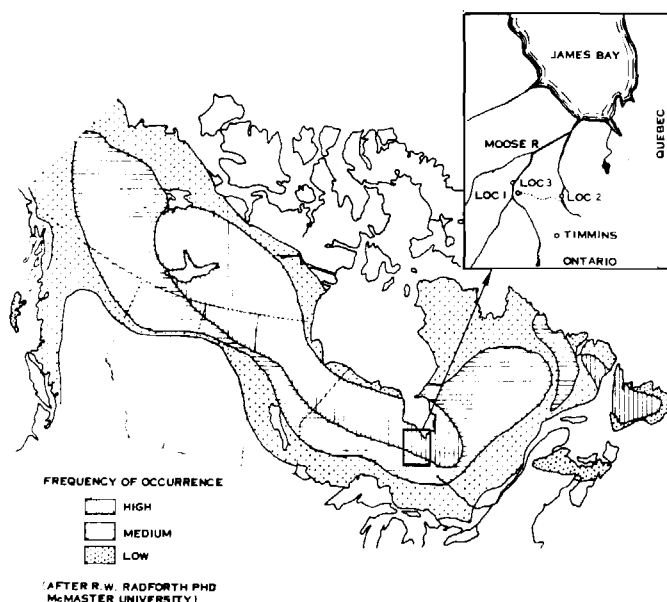 JAMES BAY
QUEBEC
MOOSE R
LOC 3
LOC 1
LOC 2
TIMMINS
ONTARIO
FREQUENCY OF OCCURRENCE
HIGH
MEDIUM
LOW
(AFTER R.W. RADFORTH PHD
McMASTER UNIVERSITY)